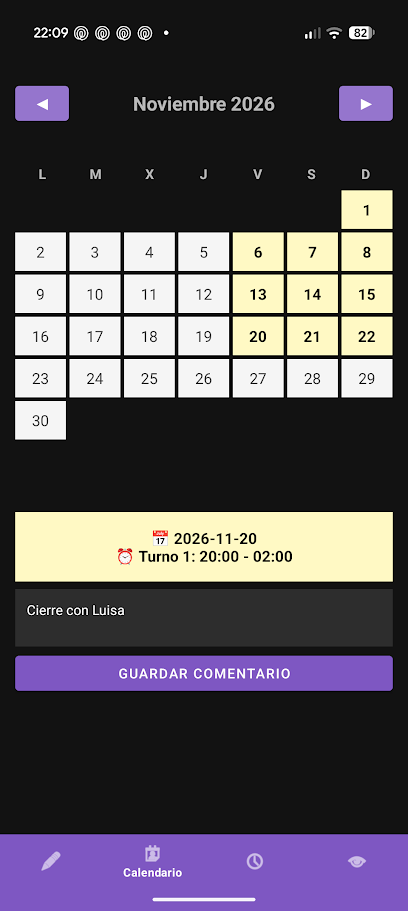 22:09 82
Noviembre 2026
L M X J V S D
1
2 3 4 5 6 7 8
9 10 11 12 13 14 15
16 17 18 19 20 21 22
23 24 25 26 27 28 29
30
2026-11-20
Turno 1: 20:00 - 02:00
Cierre con Luisa
GUARDAR COMENTARIO
Calendario